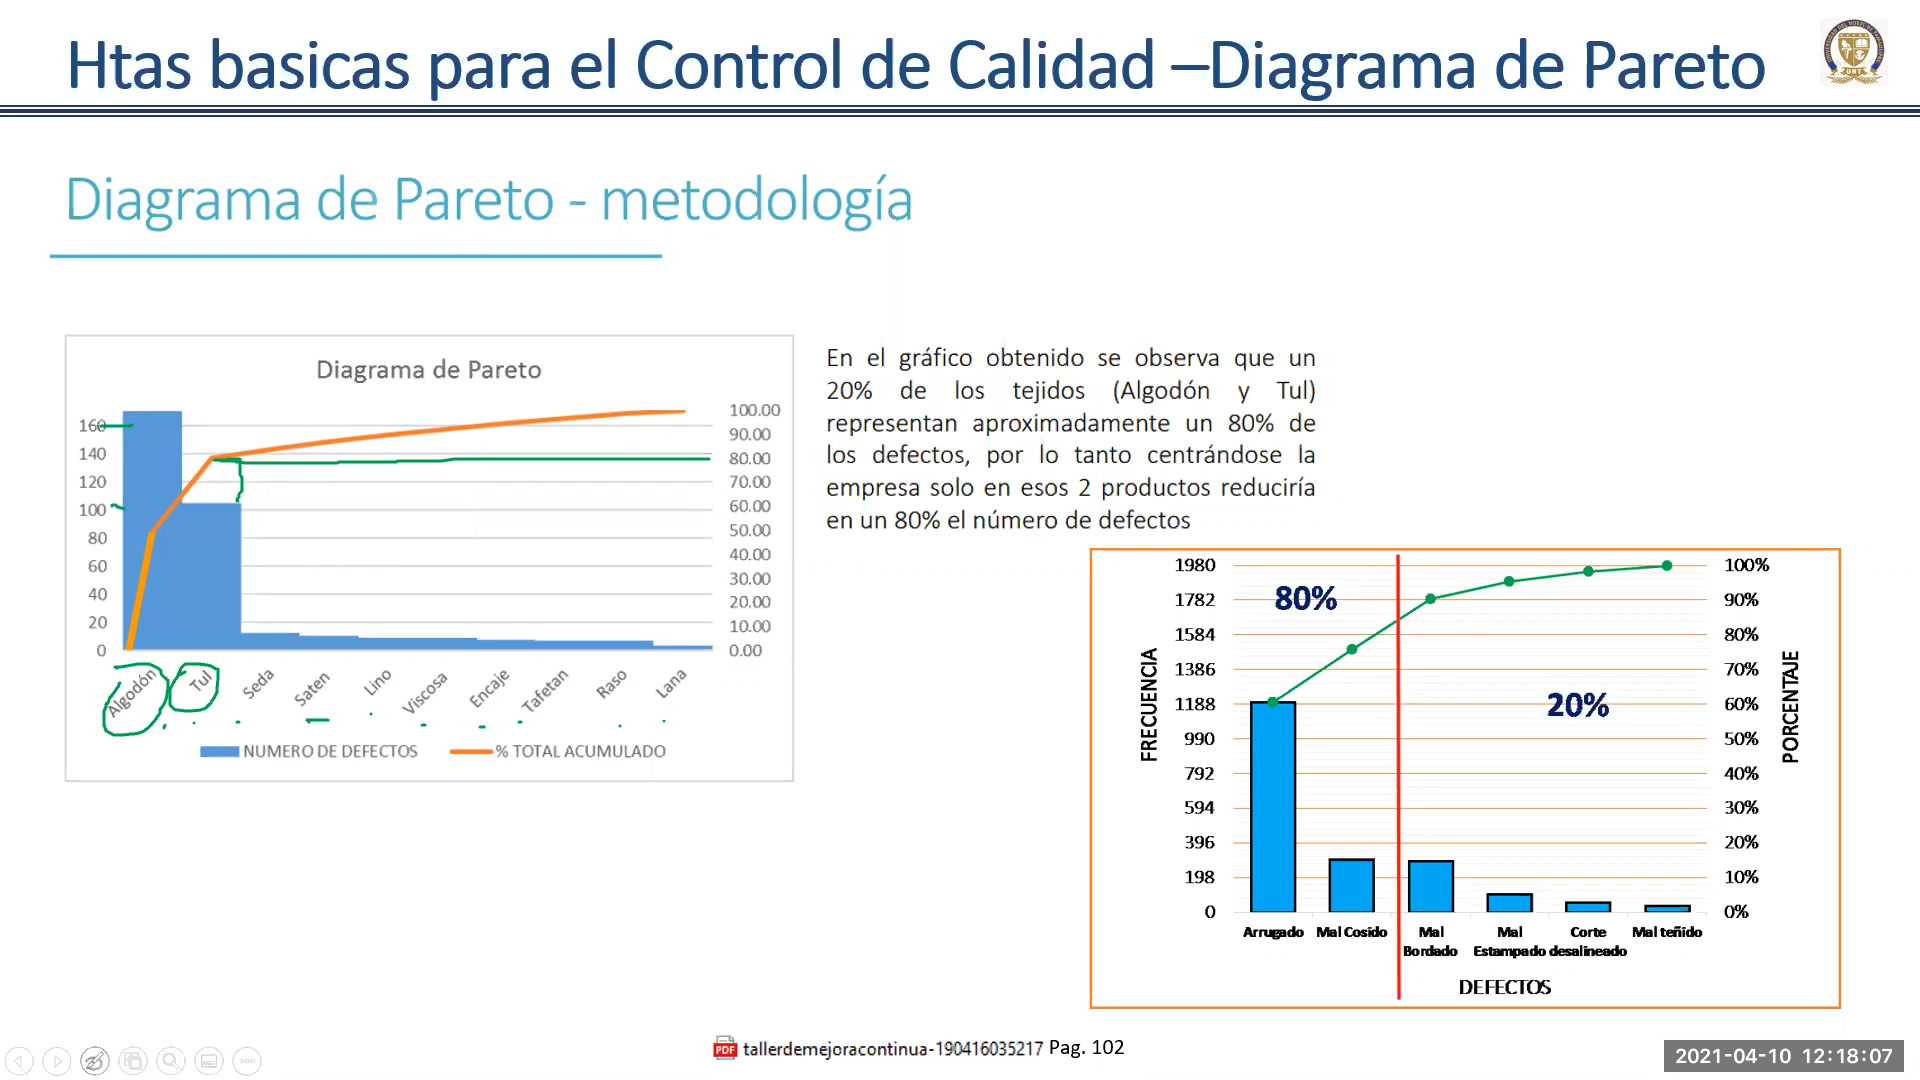 Htas basicas para el Control de Calidad –Diagrama de Pareto
Diagrama de Pareto - metodología
Diagrama de Pareto
160
140
120
100
80
60
40
20
0
100.00
90.00
80.00
70.00
60.00
50.00
40.00
30.00
20.00
10.00
0.00
Algodón
Tul
Seda
Saten
Lino
Viscosa
Encaje
Tafetan
Raso
Lana
NUMERO DE DEFECTOS
% TOTAL ACUMULADO
En el gráfico obtenido se observa que un
20% de los tejidos (Algodón y Tul)
representan aproximadamente un 80% de
los defectos, por lo tanto centrándose la
empresa solo en esos 2 productos reduciría
en un 80% el número de defectos
FRECUENCIA
1980
1782
1584
1386
1188
990
792
594
396
198
0
80%
20%
100%
90%
80%
70%
60%
50%
40%
30%
20%
10%
0%
PORCENTAJE
Arrugado
Mal Cosido
Mal
Bordado
Mal
Estampado
Corte
desalineado
Mal teñido
DEFECTOS
PDF tallerdemejoracontinua-190416035217 Pag. 102
2021-04-10 12:18:07